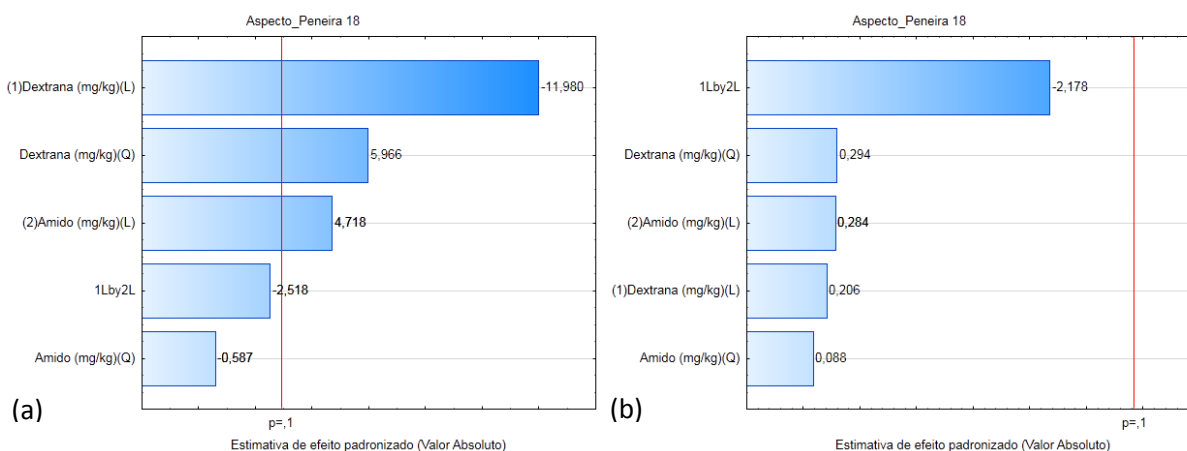 Aspecto_Peneira 18
(1)Dextrana (mg/kg)(L)
-11,980
Dextrana (mg/kg)(Q)
5,966
(2)Amido (mg/kg)(L)
4,718
1Lby2L
-2,518
Amido (mg/kg)(Q)
-0,587
p=,1
Estimativa de efeito padronizado (Valor Absoluto)
(a)
Aspecto_Peneira 18
1Lby2L
-2,178
Dextrana (mg/kg)(Q)
0,294
(2)Amido (mg/kg)(L)
0,284
(1)Dextrana (mg/kg)(L)
0,206
Amido (mg/kg)(Q)
0,088
p=,1
Estimativa de efeito padronizado (Valor Absoluto)
(b)